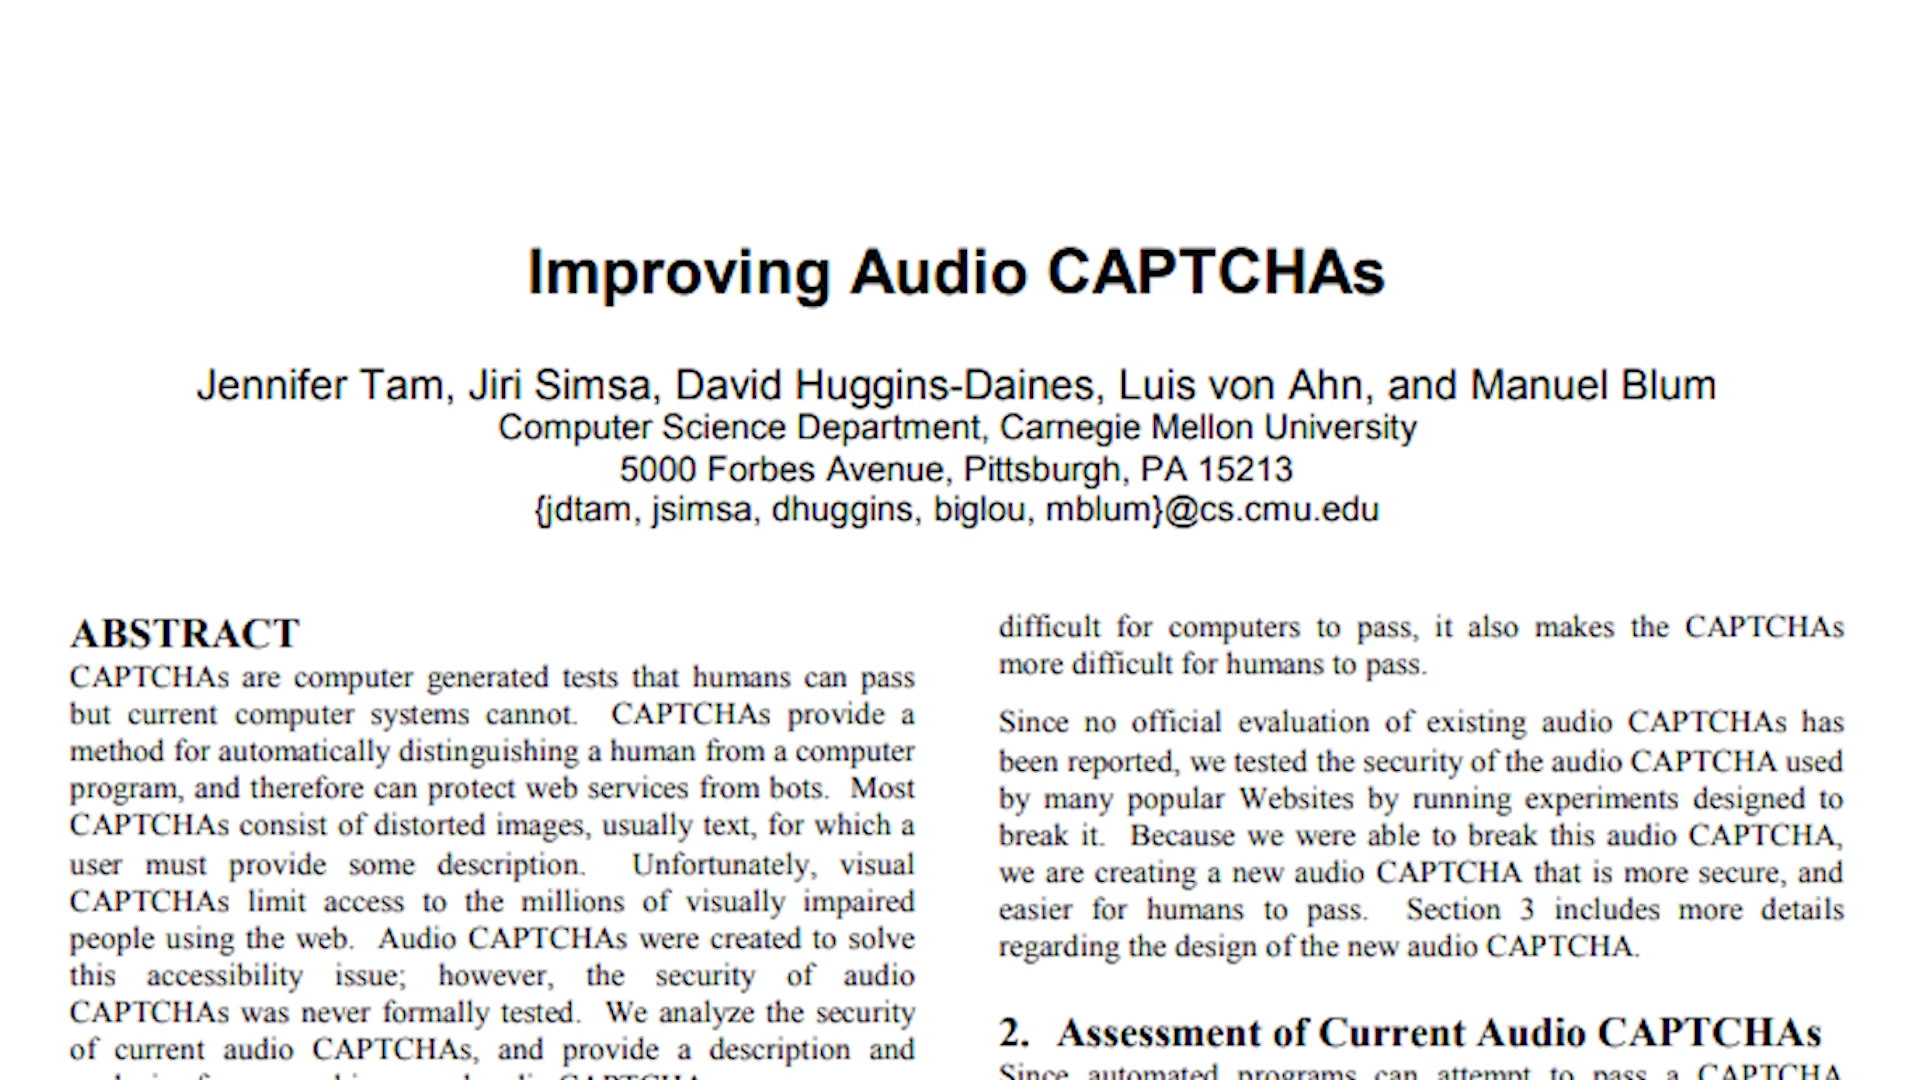 Improving Audio CAPTCHAs
Jennifer Tam, Jiri Simsa, David Huggins-Daines, Luis von Ahn, and Manuel Blum
Computer Science Department, Carnegie Mellon University
5000 Forbes Avenue, Pittsburgh, PA 15213
{jdtam, jsimsa, dhuggins, biglou, mblum}@cs.cmu.edu
ABSTRACT
CAPTCHAs are computer generated tests that humans can pass
but current computer systems cannot. CAPTCHAs provide a
method for automatically distinguishing a human from a computer
program, and therefore can protect web services from bots. Most
CAPTCHAs consist of distorted images, usually text, for which a
user must provide some description. Unfortunately, visual
CAPTCHAs limit access to the millions of visually impaired
people using the web. Audio CAPTCHAs were created to solve
this accessibility issue; however, the security of audio
CAPTCHAs was never formally tested. We analyze the security
of current audio CAPTCHAs, and provide a description and
difficult for computers to pass, it also makes the CAPTCHAs
more difficult for humans to pass.
Since no official evaluation of existing audio CAPTCHAs has
been reported, we tested the security of the audio CAPTCHA used
by many popular Websites by running experiments designed to
break it. Because we were able to break this audio CAPTCHA,
we are creating a new audio CAPTCHA that is more secure, and
easier for humans to pass. Section 3 includes more details
regarding the design of the new audio CAPTCHA.
2. Assessment of Current Audio CAPTCHAs
Since automated programs can attempt to pass a CAPTCHA